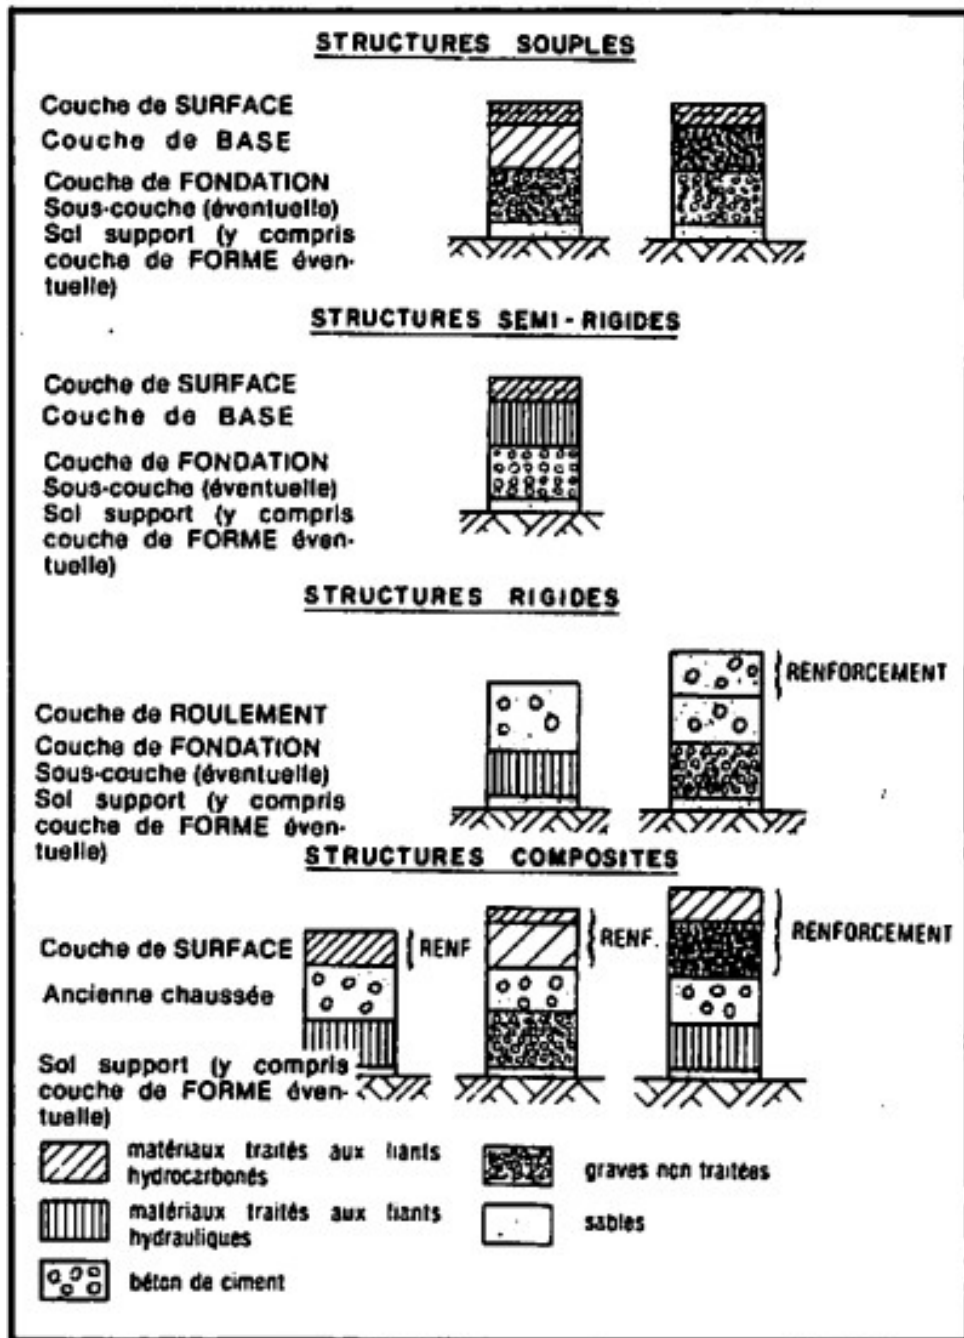 STRUCTURES SOUPLES
Couche de SURFACE
Couche de BASE
Couche de FONDATION
Sous-couche (éventuelle)
Sol support (y compris
couche de FORME éven-
tuelle)
STRUCTURES SEMI-RIGIDES
Couche de SURFACE
Couche de BASE
Couche de FONDATION
Sous-couche (éventuelle)
Sol support (y compris
couche de FORME éven-
tuelle)
STRUCTURES RIGIDES
RENFORCEMENT
Couche de ROULEMENT
Couche de FONDATION
Sous-couche (éventuelle)
Sol support (y compris
couche de FORME éven-
tuelle)
STRUCTURES COMPOSITES
Couche de SURFACE
RENF
RENF.
RENFORCEMENT
Ancienne chaussée
Sol support (y compris
couche de FORME éven-
tuelle)
matériaux traités aux liants
hydrocarbonés
graves non traitées
matériaux traités aux liants
hydrauliques
sables
béton de ciment